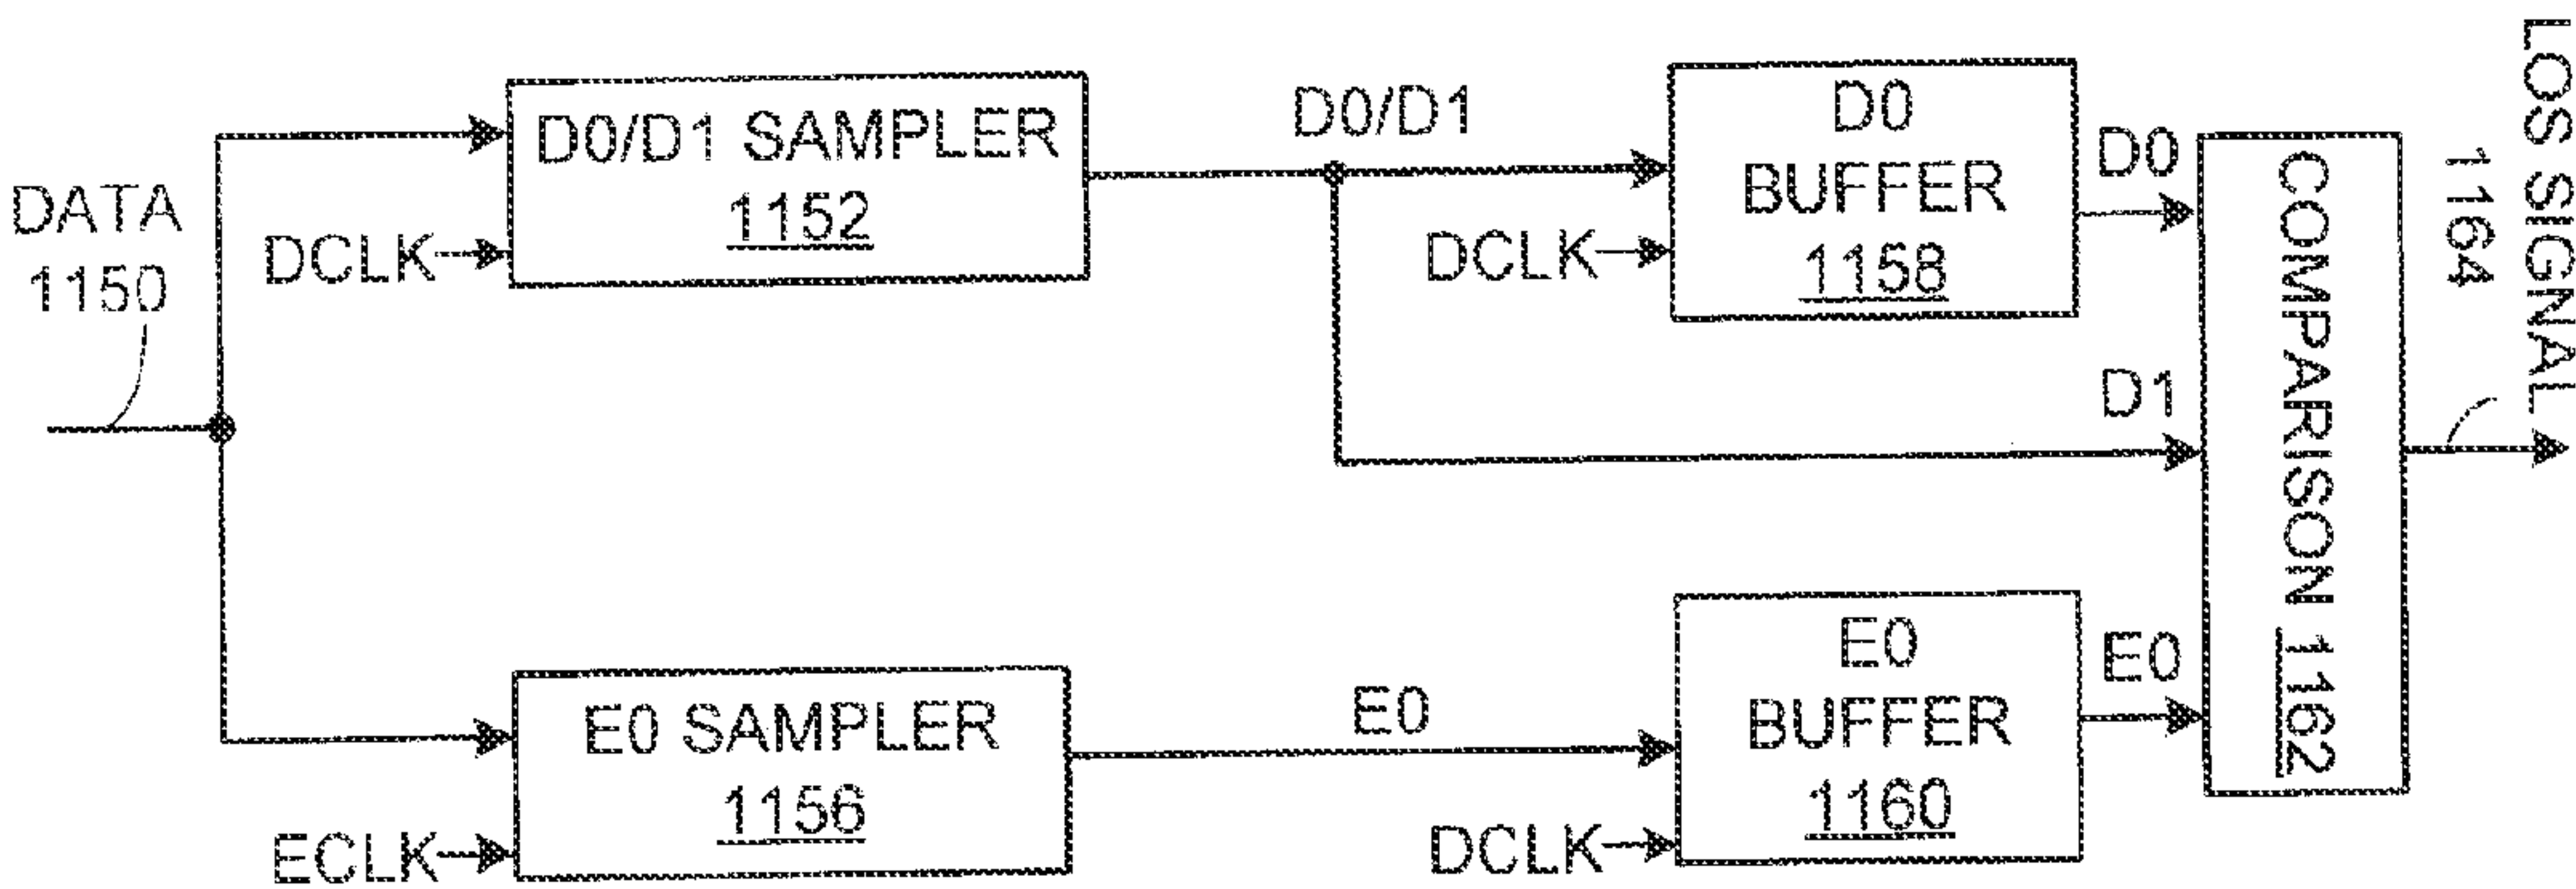 DATA
1150
D0/D1 SAMPLER
1152
DCLK
D0/D1
D0
BUFFER
1158
DCLK
D0
D1
E0 SAMPLER
1156
ECLK
E0
E0
BUFFER
1160
DCLK
E0
COMPARISON 1162
LOS SIGNAL
1164